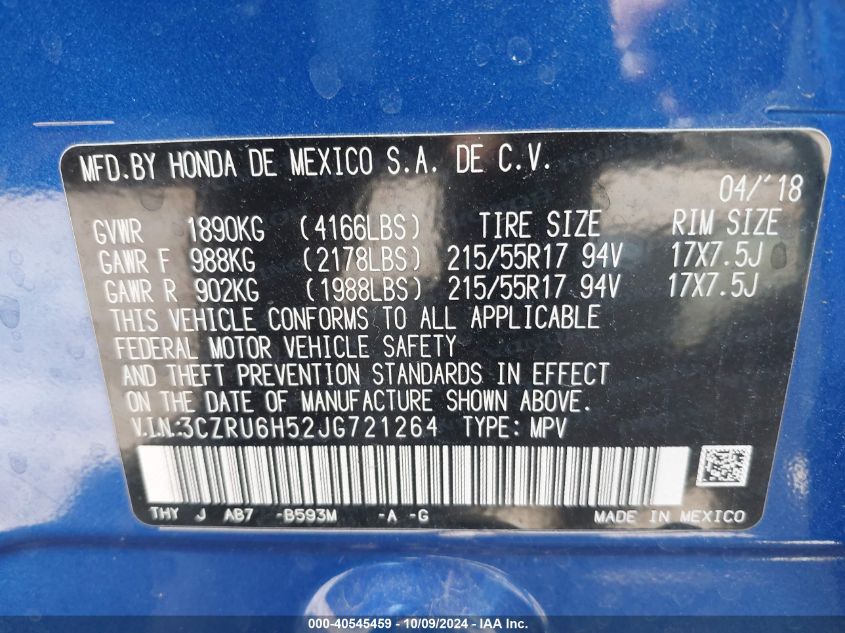 MFD.BY HONDA DE MEXICO S.A. DE C.V.
04/'18
GVWR 1890KG (4166LBS) TIRE SIZE RIM SIZE
GAWR F 988KG (2178LBS) 215/55R17 94V 17X7.5J
GAWR R 902KG (1988LBS) 215/55R17 94V 17X7.5J
THIS VEHICLE CONFORMS TO ALL APPLICABLE
FEDERAL MOTOR VEHICLE SAFETY
AND THEFT PREVENTION STANDARDS IN EFFECT
ON THE DATE OF MANUFACTURE SHOWN ABOVE.
V.I.N:3CZRU6H52JG721264 TYPE: MPV
THY J AB7 -B593M -A -G MADE IN MEXICO
00-40545459 - 10/09/2024 - IAA Inc.